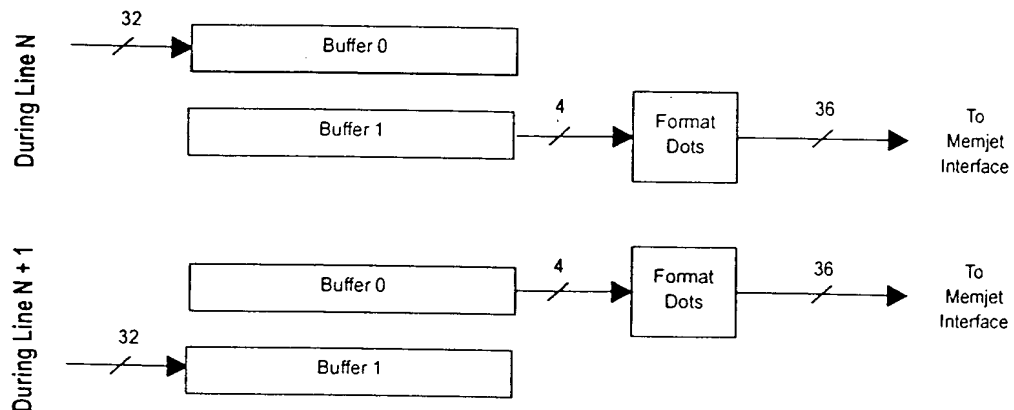 During Line N
32
Buffer 0
Buffer 1
4
Format
Dots
36
To
Memjet
Interface
During Line N + 1
Buffer 0
4
Format
Dots
36
To
Memjet
Interface
32
Buffer 1